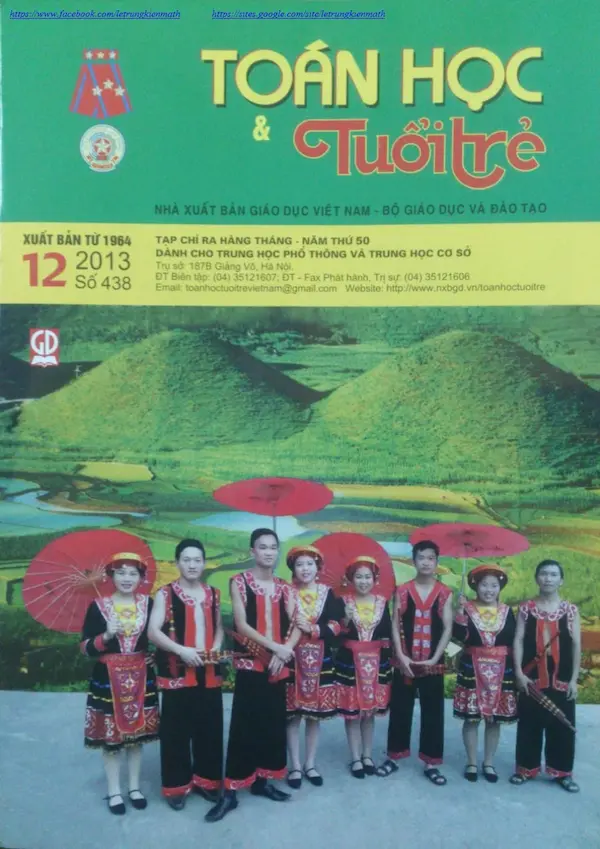 https://www.facebook.com/letrungkienmath https://sites.google.com/site/letrungkienmath
TOÁN HỌC
& Tuổi trẻ
NHÀ XUẤT BẢN GIÁO DỤC VIỆT NAM - BỘ GIÁO DỤC VÀ ĐÀO TẠO
XUẤT BẢN TỪ 1964
12 2013
Số 438
TẠP CHÍ RA HÀNG THÁNG - NĂM THỨ 50
DÀNH CHO TRUNG HỌC PHỔ THÔNG VÀ TRUNG HỌC CƠ SỞ
Trụ sở: 187B Giảng Võ, Hà Nội.
ĐT Biên tập: (04) 35121607; ĐT - Fax Phát hành, Trị sự: (04) 35121606
Email: toanhoctuoitrevietnam@gmail.com Website: http://www.nxbgd.vn/toanhoctuoitre
GD